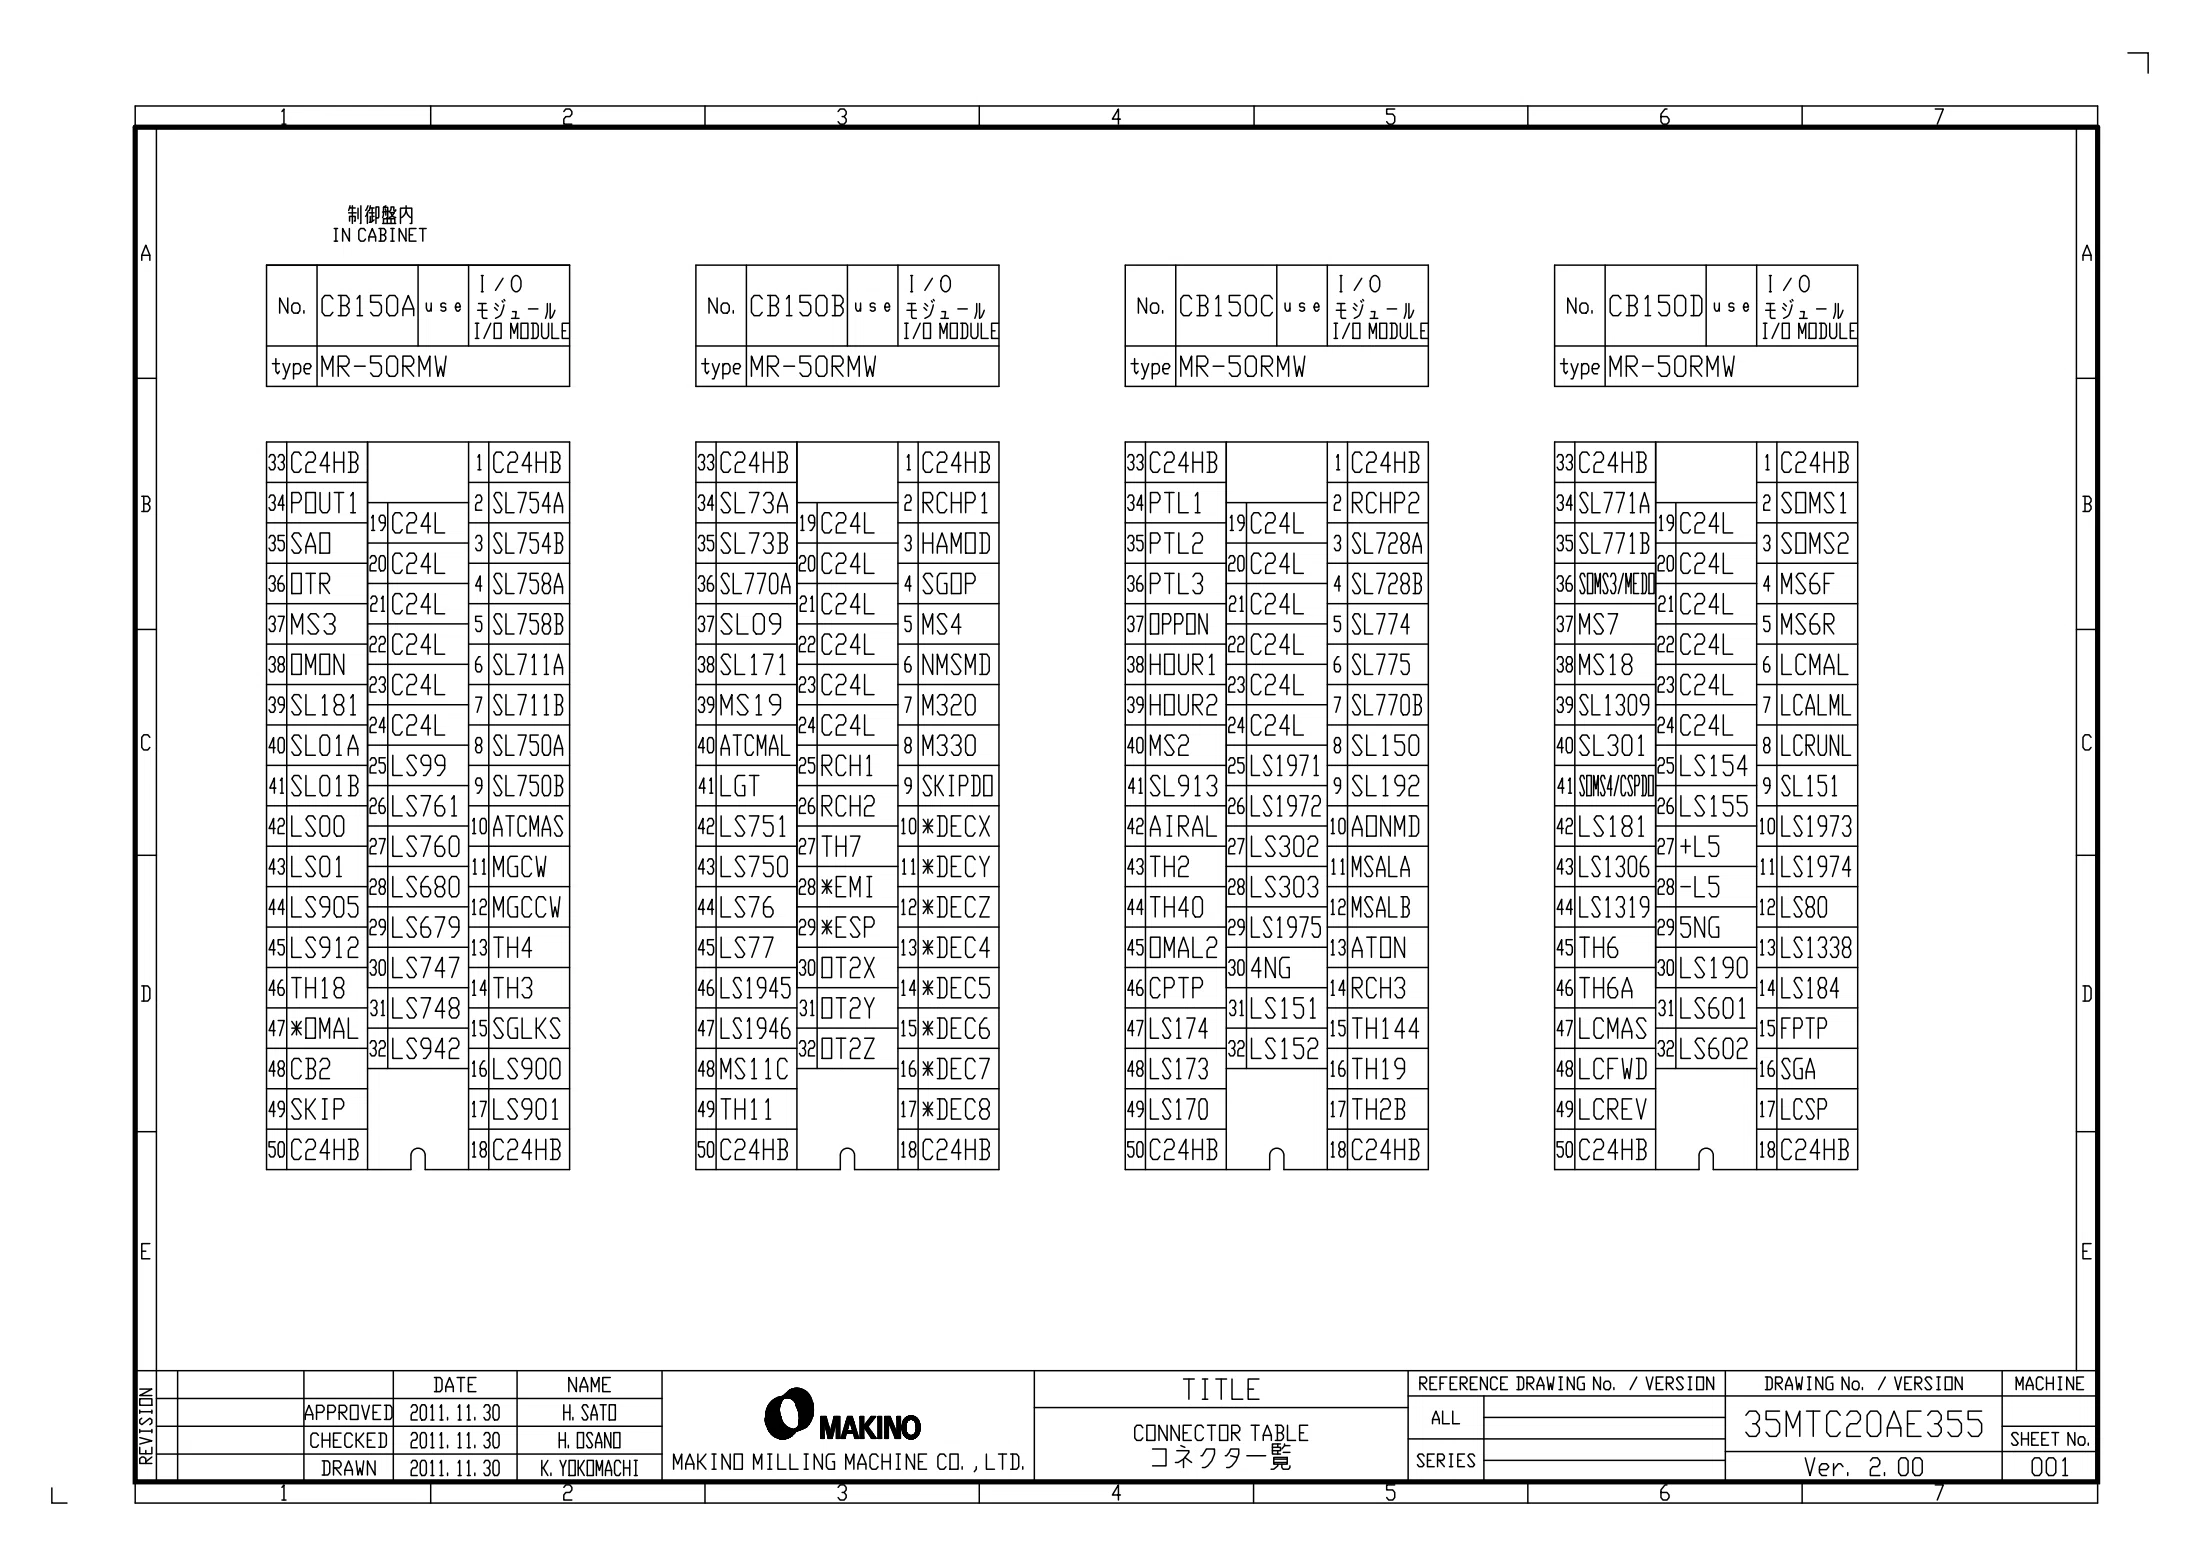 1 2 3 4 5 6 7
制御盤内
IN CABINET
A A
No. CB150A use I/O モジュール I/O MODULE
type MR-50RMW
No. CB150B use I/O モジュール I/O MODULE
type MR-50RMW
No. CB150C use I/O モジュール I/O MODULE
type MR-50RMW
No. CB150D use I/O モジュール I/O MODULE
type MR-50RMW
B B
C C
D D
E E
33 C24HB
34 POUT1
35 SAO
36 OTR
37 MS3
38 OMON
39 SL181
40 SL01A
41 SL01B
42 LS00
43 LS01
44 LS905
45 LS912
46 TH18
47 *OMAL
48 CB2
49 SKIP
50 C24HB
19 C24L
20 C24L
21 C24L
22 C24L
23 C24L
24 C24L
25 LS99
26 LS761
27 LS760
28 LS680
29 LS679
30 LS747
31 LS748
32 LS942
1 C24HB
2 SL754A
3 SL754B
4 SL758A
5 SL758B
6 SL711A
7 SL711B
8 SL750A
9 SL750B
10 ATCMAS
11 MGCW
12 MGCCW
13 TH4
14 TH3
15 SGLKS
16 LS900
17 LS901
18 C24HB
33 C24HB
34 SL73A
35 SL73B
36 SL770A
37 SL09
38 SL171
39 MS19
40 ATCMAL
41 LGT
42 LS751
43 LS750
44 LS76
45 LS77
46 LS1945
47 LS1946
48 MS11C
49 TH11
50 C24HB
19 C24L
20 C24L
21 C24L
22 C24L
23 C24L
24 C24L
25 RCH1
26 RCH2
27 TH7
28 *EMI
29 *ESP
30 OT2X
31 OT2Y
32 OT2Z
1 C24HB
2 RCHP1
3 HAMOD
4 SGOP
5 MS4
6 NMSMD
7 M320
8 M330
9 SKIPDO
10 *DECX
11 *DECY
12 *DECZ
13 *DEC4
14 *DEC5
15 *DEC6
16 *DEC7
17 *DEC8
18 C24HB
33 C24HB
34 PTL1
35 PTL2
36 PTL3
37 OPPON
38 HOUR1
39 HOUR2
40 MS2
41 SL913
42 AIRAL
43 TH2
44 TH40
45 OMAL2
46 CPTP
47 LS174
48 LS173
49 LS170
50 C24HB
19 C24L
20 C24L
21 C24L
22 C24L
23 C24L
24 C24L
25 LS1971
26 LS1972
27 LS302
28 LS303
29 LS1975
30 4NG
31 LS151
32 LS152
1 C24HB
2 RCHP2
3 SL728A
4 SL728B
5 SL774
6 SL775
7 SL770B
8 SL150
9 SL192
10 AONMD
11 MSALA
12 MSALB
13 ATON
14 RCH3
15 TH144
16 TH19
17 TH2B
18 C24HB
33 C24HB
34 SL771A
35 SL771B
36 SOMS3/MEDO
37 MS7
38 MS18
39 SL1309
40 SL301
41 SOMS4/CSPDO
42 LS181
43 LS1306
44 LS1319
45 TH6
46 TH6A
47 LCMAS
48 LCFWD
49 LCREV
50 C24HB
19 C24L
20 C24L
21 C24L
22 C24L
23 C24L
24 C24L
25 LS154
26 LS155
27 +L5
28 -L5
29 5NG
30 LS190
31 LS601
32 LS602
1 C24HB
2 SOMS1
3 SOMS2
4 MS6F
5 MS6R
6 LCMAL
7 LCALML
8 LCRUNL
9 SL151
10 LS1973
11 LS1974
12 LS80
13 LS1338
14 LS184
15 FPTP
16 SGA
17 LCSP
18 C24HB
REVISION
DATE NAME
APPROVED 2011.11.30 H.SATO
CHECKED 2011.11.30 H.OSANO
DRAWN 2011.11.30 K.YOKOMACHI
MAKINO
MAKINO MILLING MACHINE CO.,LTD.
TITLE
CONNECTOR TABLE
コネクタ一覧
REFERENCE DRAWING No. / VERSION
ALL
SERIES
DRAWING No. / VERSION
35MTC20AE355
Ver. 2.00
MACHINE
SHEET No.
001
1 2 3 4 5 6 7